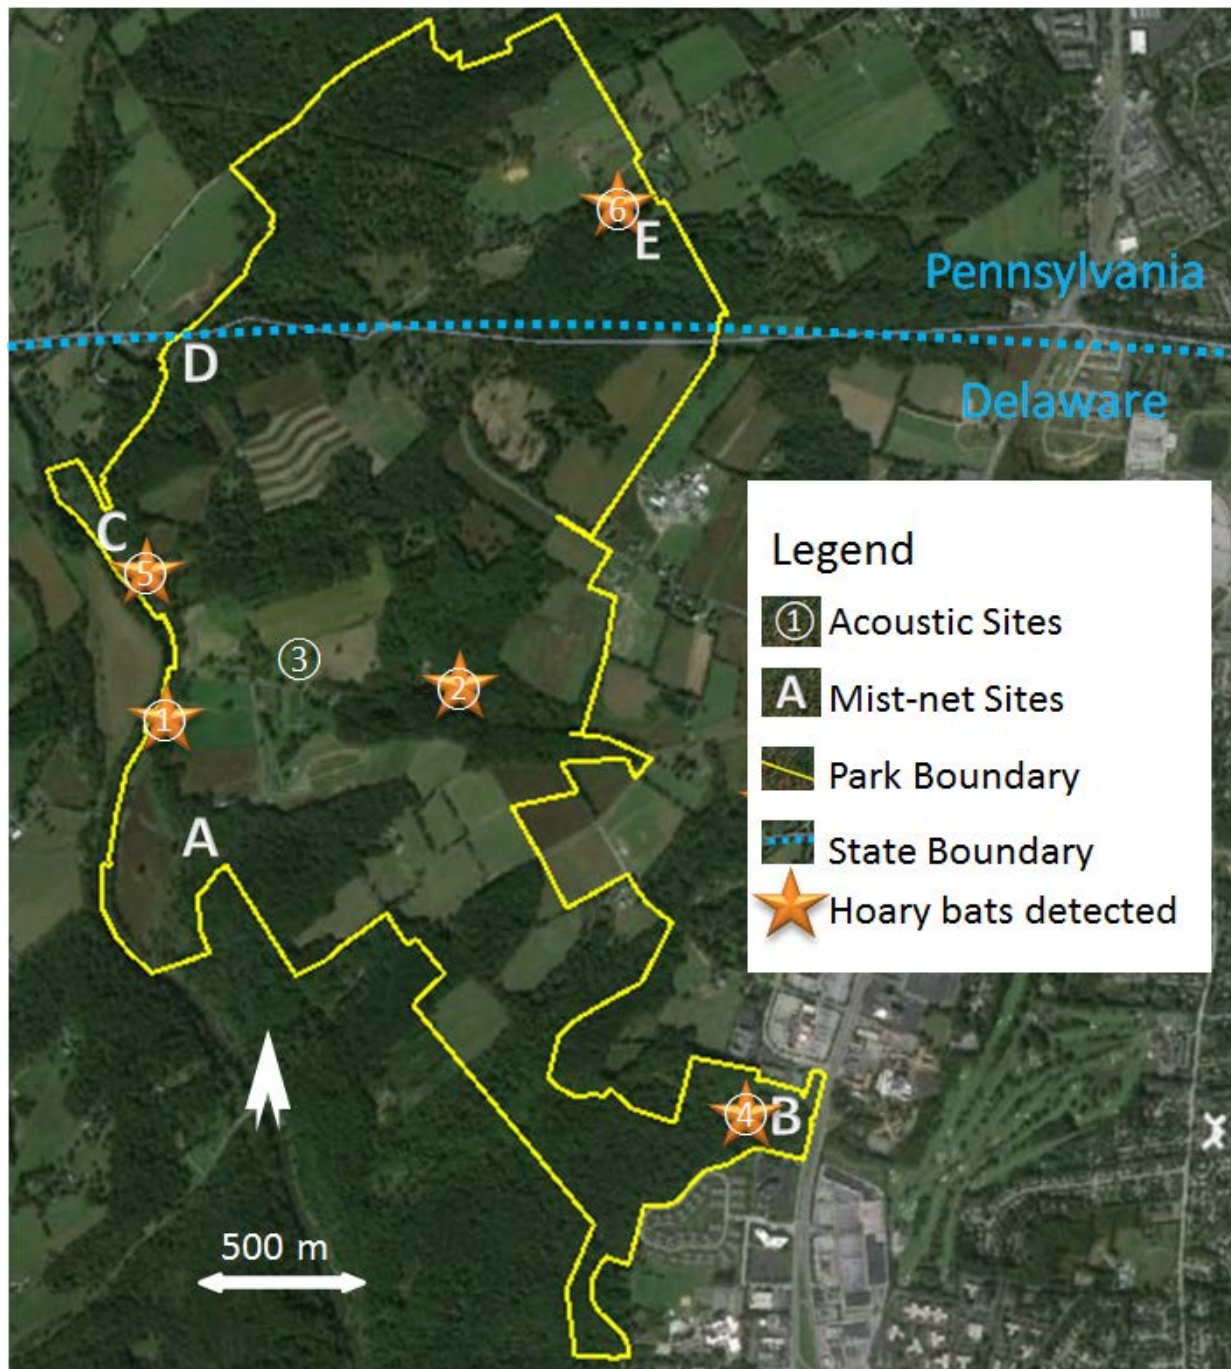 6
E
Pennsylvania
D
Delaware
C
5
3
2
1
A
4
B
500 m
Legend
1 Acoustic Sites
A Mist-net Sites
Park Boundary
State Boundary
Hoary bats detected